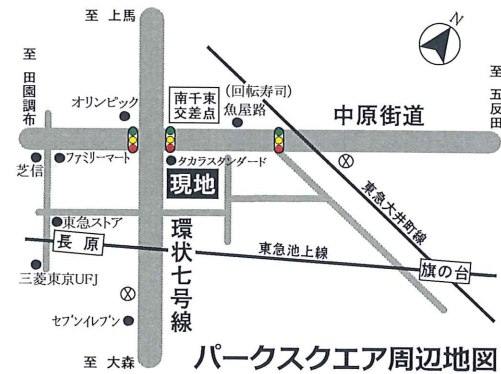 至 上馬
N
至 田園調布
オリンピック
南千束
交差点
(回転寿司)
魚屋路
中原街道
至 五反田
芝信
ファミリーマート
タカラスタンダード
現地
東急大井町線
東急ストア
長原
環状七号線
東急池上線
旗の台
三菱東京UFJ
セブンイレブン
至 大森
パークスクエア周辺地図